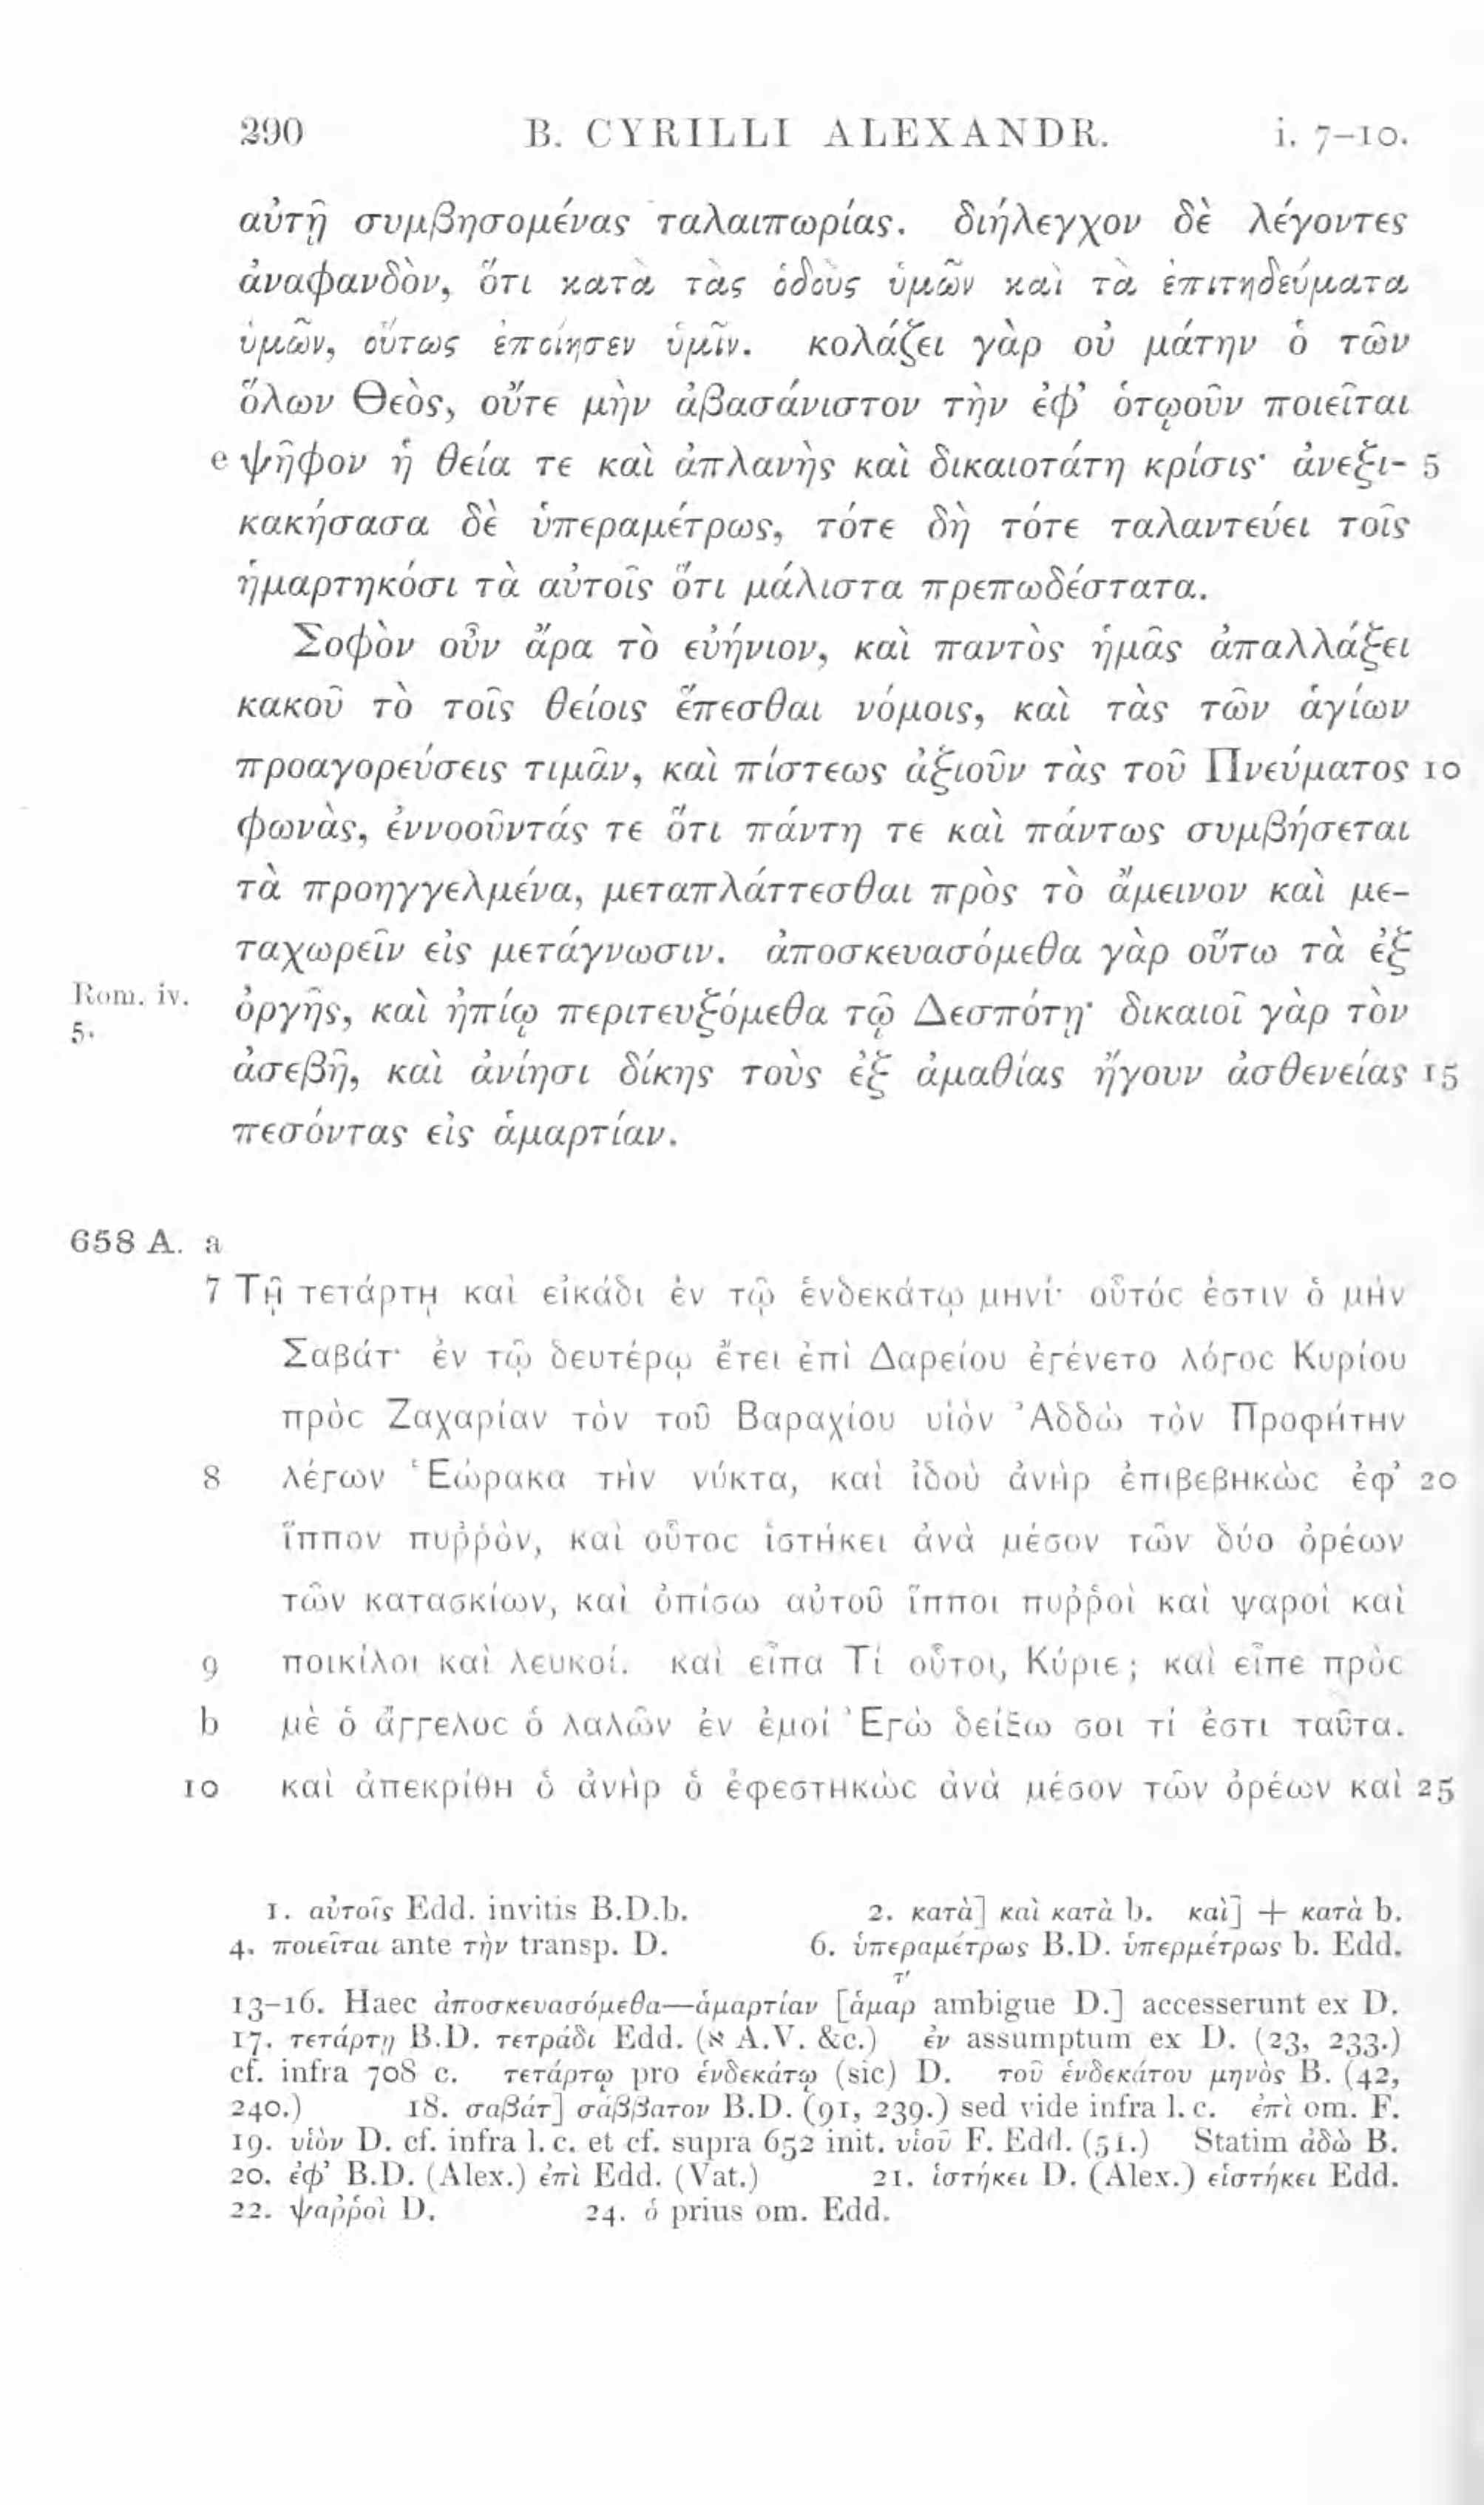 290 B. CYRILLI ALEXANDR. i. 7–10.
αὐτῇ συμβησομένας ταλαιπωρίας. διήλεγχον δὲ λέγοντες
ἀναφανδὸν, ὅτι κατὰ τὰς ὁδοὺς ὑμῶν καὶ τὰ ἐπιτηδεύματα
ὑμῶν, οὕτως ἐποίησεν ὑμῖν. κολάζει γὰρ οὐ μάτην ὁ τῶν
ὅλων Θεὸς, οὔτε μὴν ἀβασάνιστον τὴν ἐφ’ ὁτῳοῦν ποιεῖται
e ψῆφον ἡ θεία τε καὶ ἀπλανὴς καὶ δικαιοτάτη κρίσις· ἀνεξι- 5
κακήσασα δὲ ὑπεραμέτρως, τότε δὴ τότε ταλαντεύει τοῖς
ἡμαρτηκόσι τὰ αὐτοῖς ὅτι μάλιστα πρεπωδέστατα.
Σοφὸν οὖν ἄρα τὸ εὐήνιον, καὶ παντὸς ἡμᾶς ἀπαλλάξει
κακοῦ τὸ τοῖς θείοις ἕπεσθαι νόμοις, καὶ τὰς τῶν ἁγίων
προαγορεύσεις τιμᾶν, καὶ πίστεως ἀξιοῦν τὰς τοῦ Πνεύματος 10
φωνὰς, ἐννοοῦντάς τε ὅτι πάντη τε καὶ πάντως συμβήσεται
τὰ προηγγελμένα, μεταπλάττεσθαι πρὸς τὸ ἄμεινον καὶ με-
ταχωρεῖν εἰς μετάγνωσιν. ἀποσκευασόμεθα γὰρ οὕτω τὰ ἐξ
Rom. iv. 5. ὀργῆς, καὶ ἠπίῳ περιτευξόμεθα τῷ Δεσπότῃ· δικαιοῖ γὰρ τὸν
ἀσεβῆ, καὶ ἀνίησι δίκης τοὺς ἐξ ἀμαθίας ἤγουν ἀσθενείας 15
πεσόντας εἰς ἁμαρτίαν.
658 A. a
7 Τῇ τετάρτῃ καὶ εἰκάδι ἐν τῷ ἑνδεκάτῳ μηνί· οὗτός ἐστιν ὁ μὴν
Σαβάτ· ἐν τῷ δευτέρῳ ἔτει ἐπὶ Δαρείου ἐγένετο λόγος Κυρίου
πρὸς Ζαχαρίαν τὸν τοῦ Βαραχίου υἱὸν Ἀδδὼ τὸν Προφήτην
8 λέγων Ἑώρακα τὴν νύκτα, καὶ ἰδοὺ ἀνὴρ ἐπιβεβηκὼς ἐφ’ 20
ἵππον πυῤῥὸν, καὶ οὗτος ἱστήκει ἀνὰ μέσον τῶν δύο ὀρέων
τῶν κατασκίων, καὶ ὀπίσω αὐτοῦ ἵπποι πυῤῥοὶ καὶ ψαροὶ καὶ
9 ποικίλοι καὶ λευκοί. καὶ εἶπα Τί οὗτοι, Κύριε; καὶ εἶπε πρὸς
b μὲ ὁ ἄγγελος ὁ λαλῶν ἐν ἐμοί Ἐγὼ δείξω σοι τί ἐστι ταῦτα.
10 καὶ ἀπεκρίθη ὁ ἀνὴρ ὁ ἐφεστηκὼς ἀνὰ μέσον τῶν ὀρέων καὶ 25
1. αὐτοῖς Edd. invitis B.D.b. 2. κατὰ] καὶ κατὰ b. καὶ] + κατὰ b.
4. ποιεῖται ante τὴν transp. D. 6. ὑπεραμέτρως B.D. ὑπερμέτρως b. Edd.
13–16. Haec ἀποσκευασόμεθα—ἁμαρτίαν [ἁμαρτ′ ambigue D.] accesserunt ex D.
17. τετάρτῃ B.D. τετράδι Edd. (א A.V. &c.) ἐν assumptum ex D. (23, 233.)
cf. infra 708 c. τετάρτῳ pro ἑνδεκάτῳ (sic) D. τοῦ ἑνδεκάτου μηνὸς B. (42,
240.) 18. σαβάτ] σάββατον B.D. (91, 239.) sed vide infra l. c. ἐπὶ om. F.
19. υἱὸν D. cf. infra l. c. et cf. supra 652 init. υἱοῦ F. Edd. (51.) Statim ἀδὼ B.
20. ἐφ’ B.D. (Alex.) ἐπὶ Edd. (Vat.) 21. ἱστήκει D. (Alex.) εἱστήκει Edd.
22. ψαῤῥοὶ D. 24. ὁ prius om. Edd.